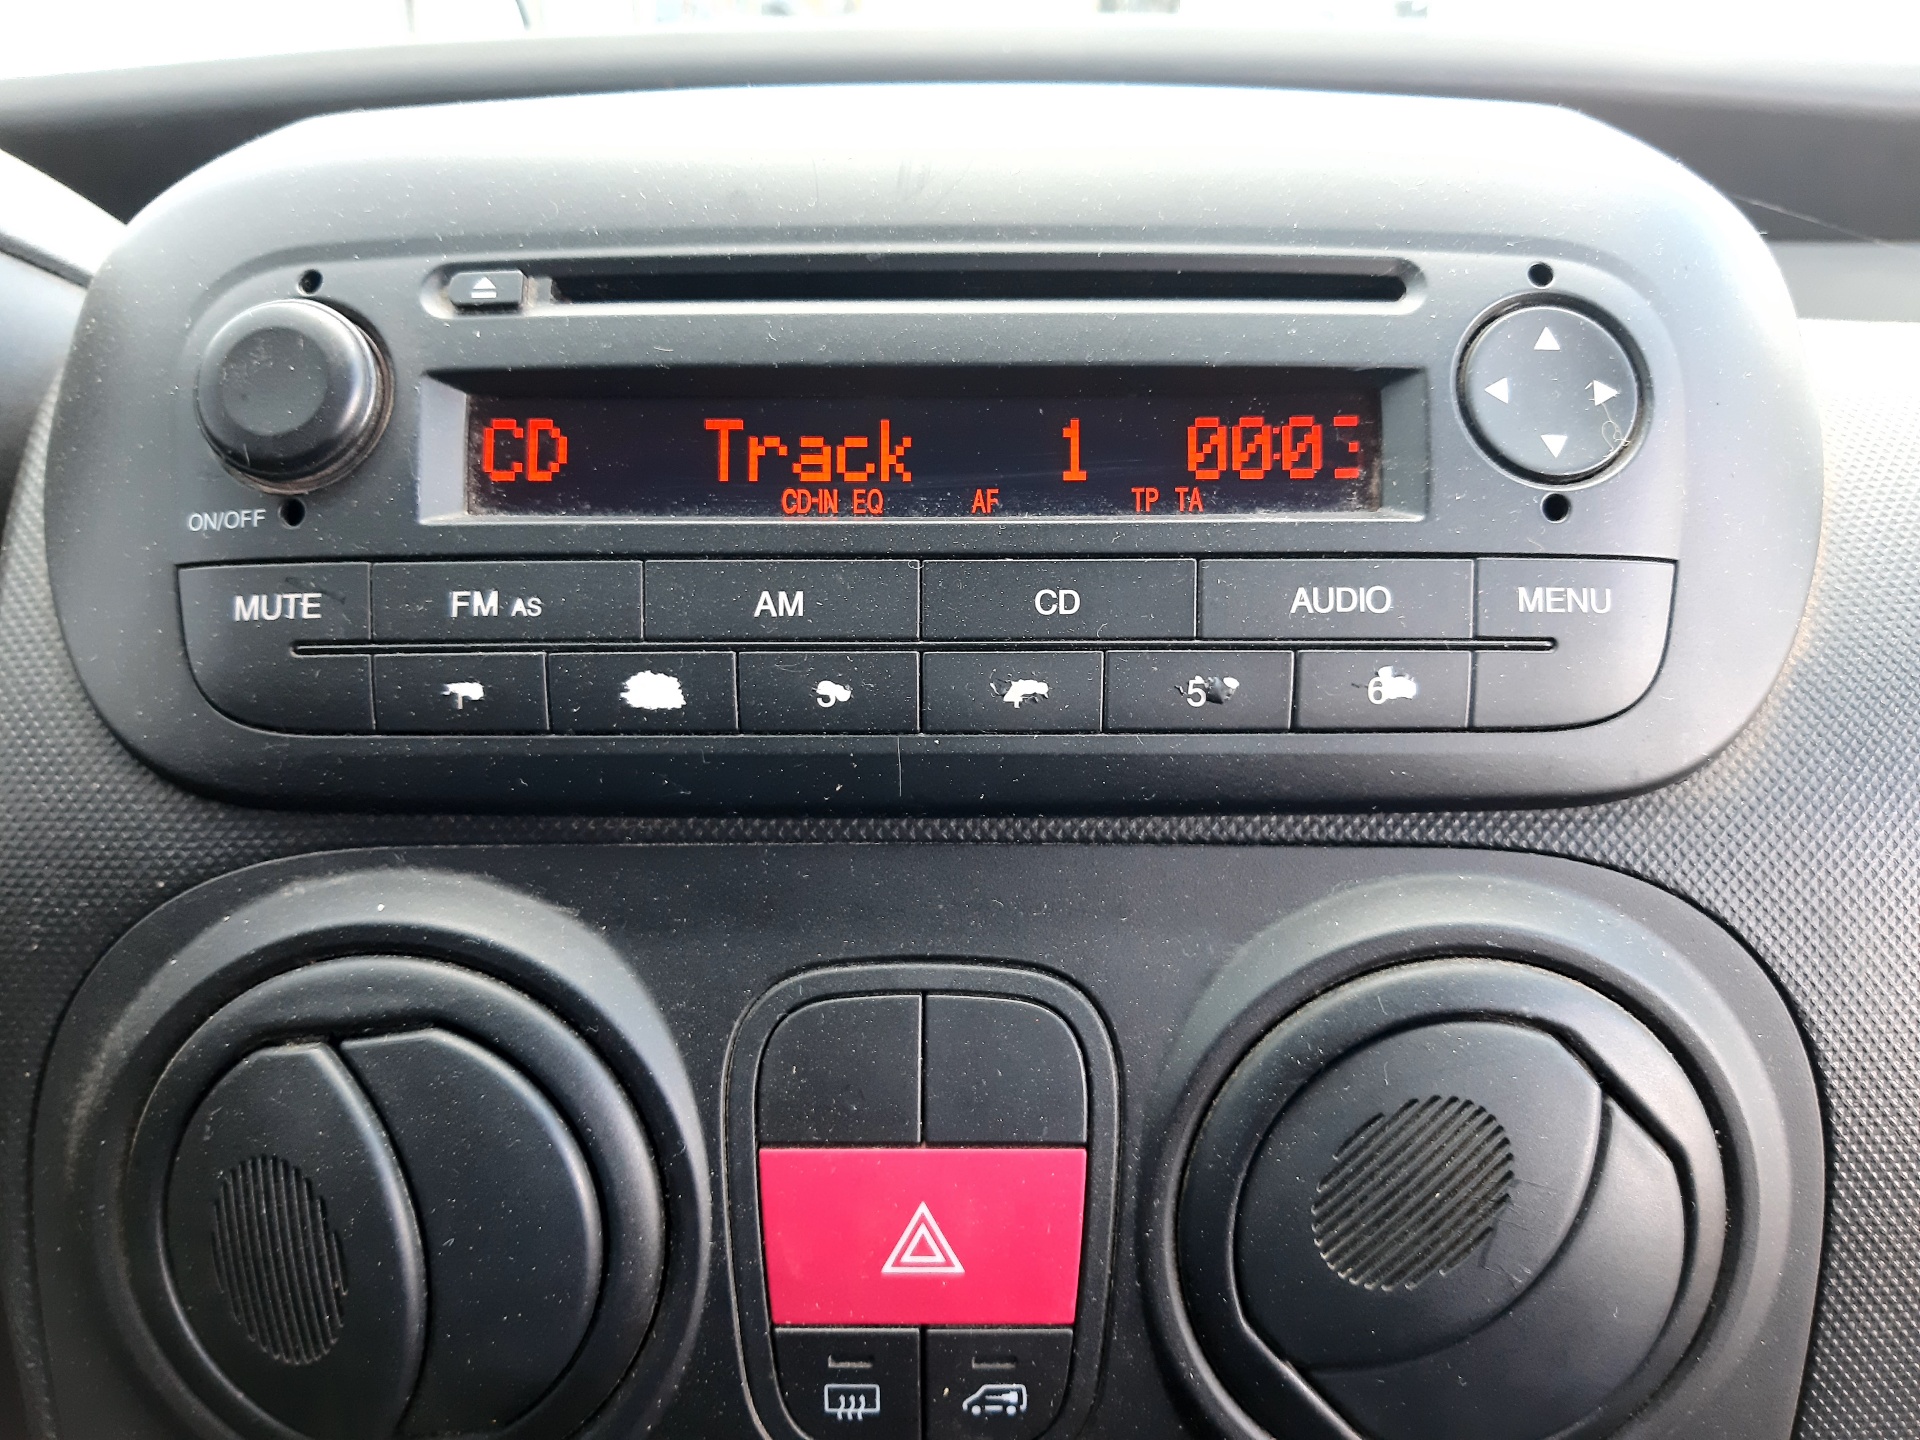 CD Track 1 00:03
CD-IN EQ AF TP TA
ON/OFF
MUTE FM AS AM CD AUDIO MENU
5 6